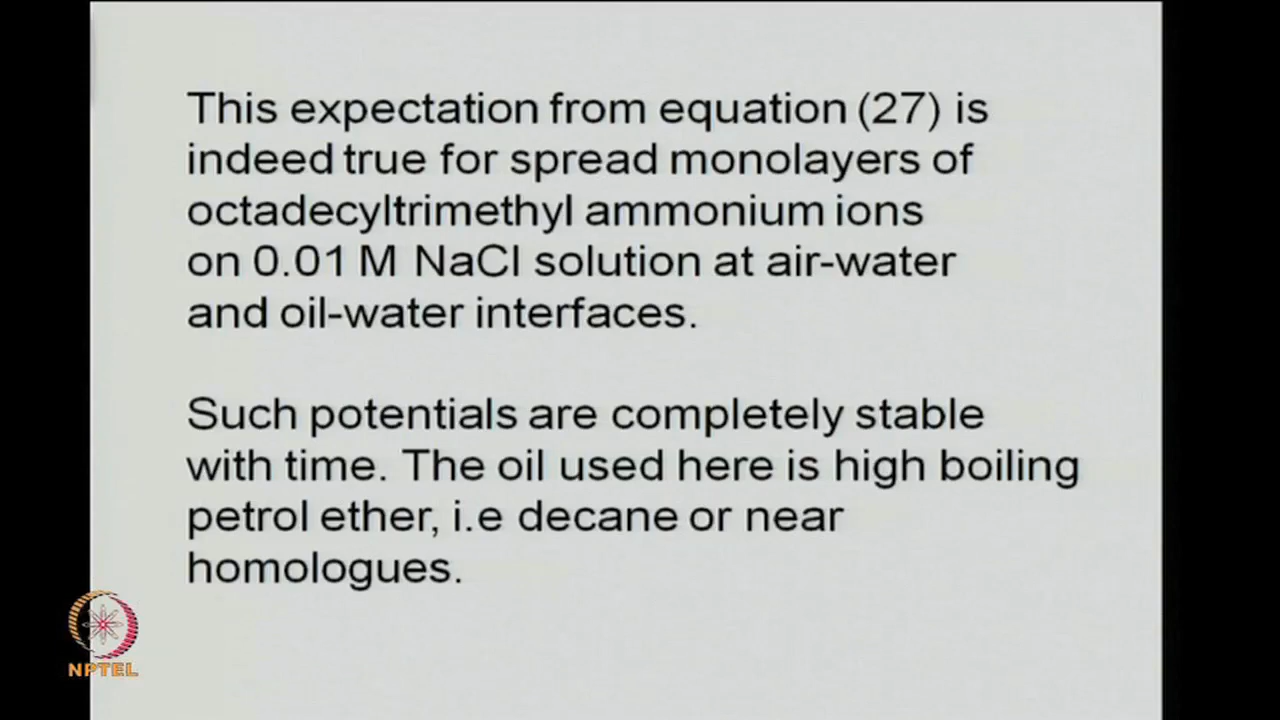 This expectation from equation (27) is
indeed true for spread monolayers of
octadecyltrimethyl ammonium ions
on 0.01 M NaCl solution at air-water
and oil-water interfaces.
Such potentials are completely stable
with time. The oil used here is high boiling
petrol ether, i.e decane or near
homologues.
NPTEL